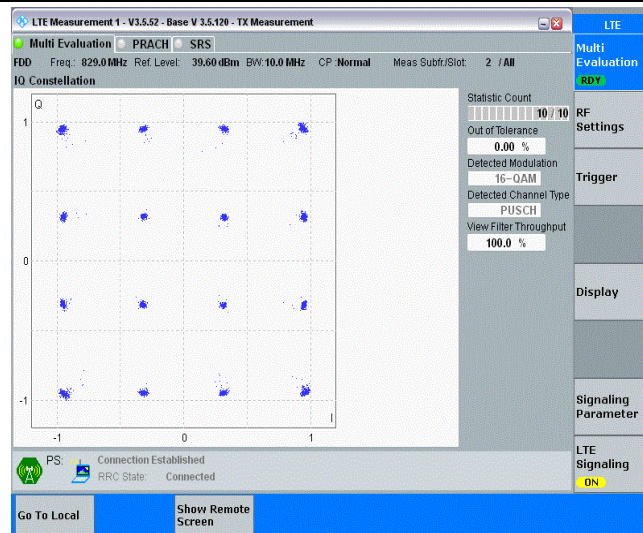 LTE Measurement 1 - V3.5.52 - Base V 3.5.120 - TX Measurement
LTE
Multi Evaluation PRACH SRS
Multi
Evaluation
RDY
FDD Freq.: 829.0 MHz Ref. Level: 39.60 dBm BW: 10.0 MHz CP : Normal Meas Subfr./Slot: 2 / All
IQ Constellation
Q
1
0
-1
-1 0 1
I
Statistic Count
10 / 10
Out of Tolerance
0.00 %
Detected Modulation
16-QAM
Detected Channel Type
PUSCH
View Filter Throughput
100.0 %
RF
Settings
Trigger
Display
Signaling
Parameter
LTE
Signaling
ON
PS: Connection Established
RRC State: Connected
Go To Local
Show Remote
Screen